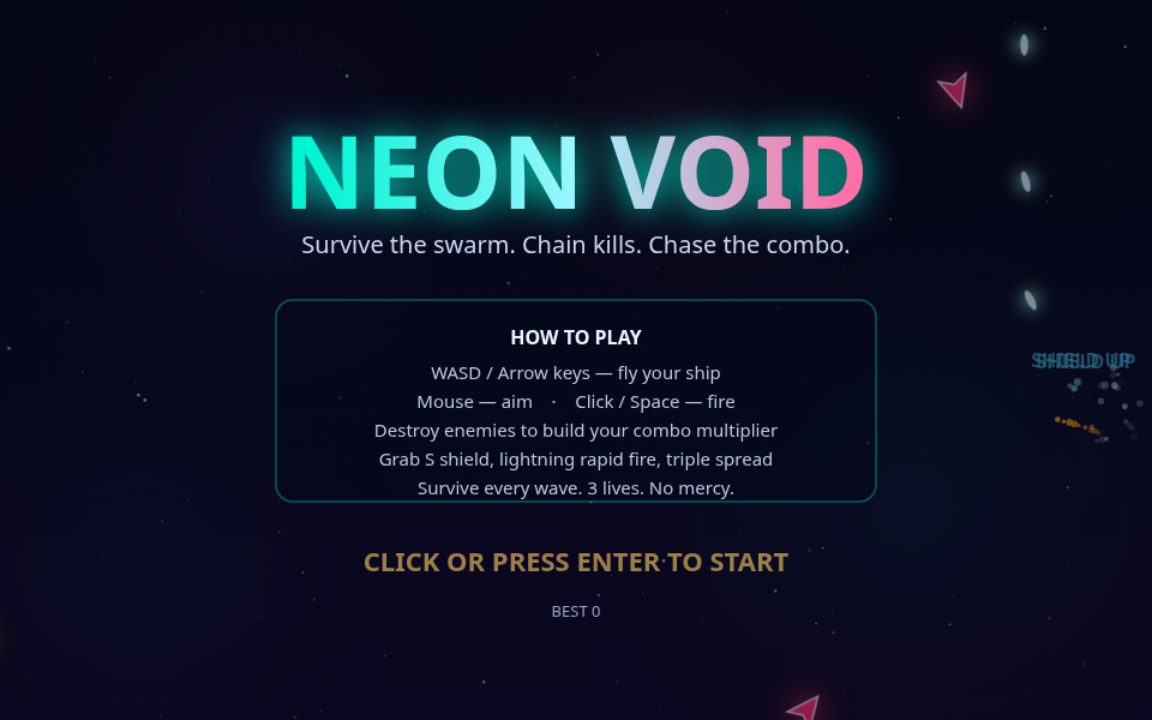 NEON VOID
Survive the swarm. Chain kills. Chase the combo.
HOW TO PLAY
WASD / Arrow keys — fly your ship
Mouse — aim · Click / Space — fire
Destroy enemies to build your combo multiplier
Grab S shield, lightning rapid fire, triple spread
SHIELD UP
Survive every wave. 3 lives. No mercy.
CLICK OR PRESS ENTER TO START
BEST 0